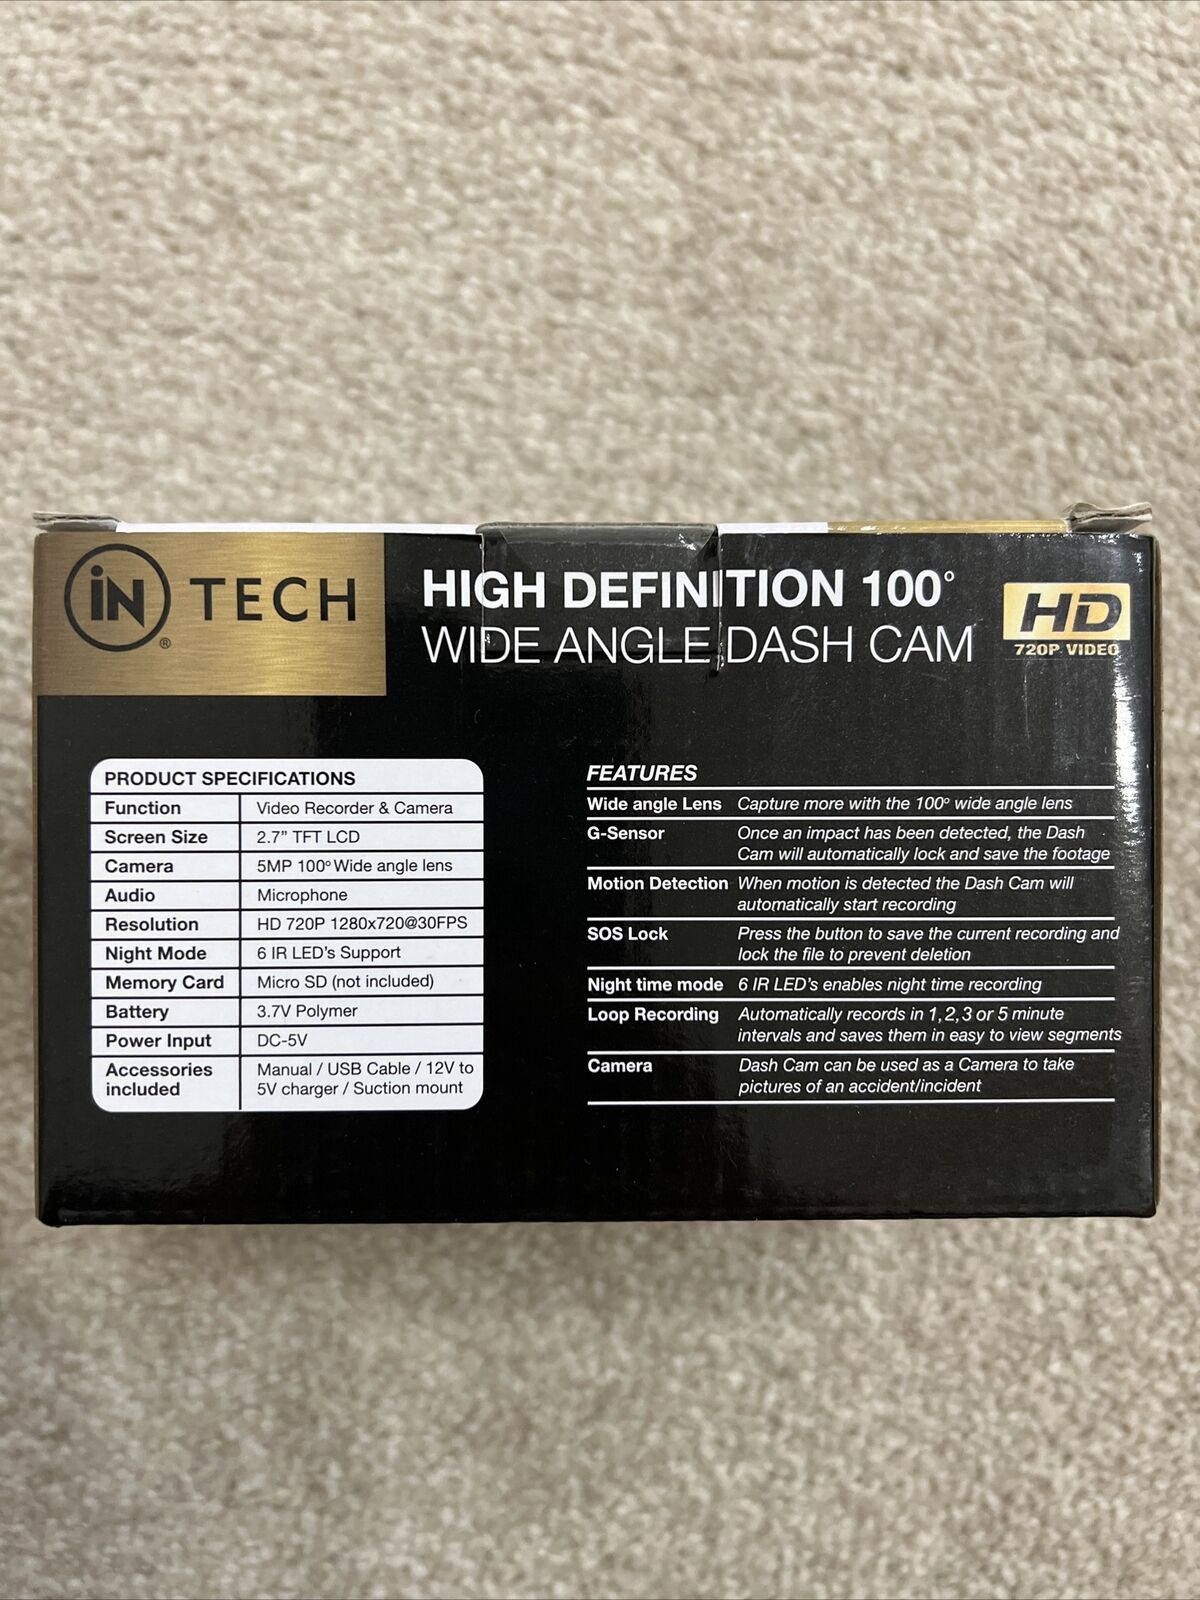 iN TECH
®
HIGH DEFINITION 100°
WIDE ANGLE DASH CAM
HD
720P VIDEO
PRODUCT SPECIFICATIONS
Function Video Recorder & Camera
Screen Size 2.7” TFT LCD
Camera 5MP 100° Wide angle lens
Audio Microphone
Resolution HD 720P 1280x720@30FPS
Night Mode 6 IR LED's Support
Memory Card Micro SD (not included)
Battery 3.7V Polymer
Power Input DC-5V
Accessories Manual / USB Cable / 12V to
included 5V charger / Suction mount
FEATURES
Wide angle Lens Capture more with the 100° wide angle lens
G-Sensor Once an impact has been detected, the Dash
Cam will automatically lock and save the footage
Motion Detection When motion is detected the Dash Cam will
automatically start recording
SOS Lock Press the button to save the current recording and
lock the file to prevent deletion
Night time mode 6 IR LED's enables night time recording
Loop Recording Automatically records in 1, 2, 3 or 5 minute
intervals and saves them in easy to view segments
Camera Dash Cam can be used as a Camera to take
pictures of an accident/incident